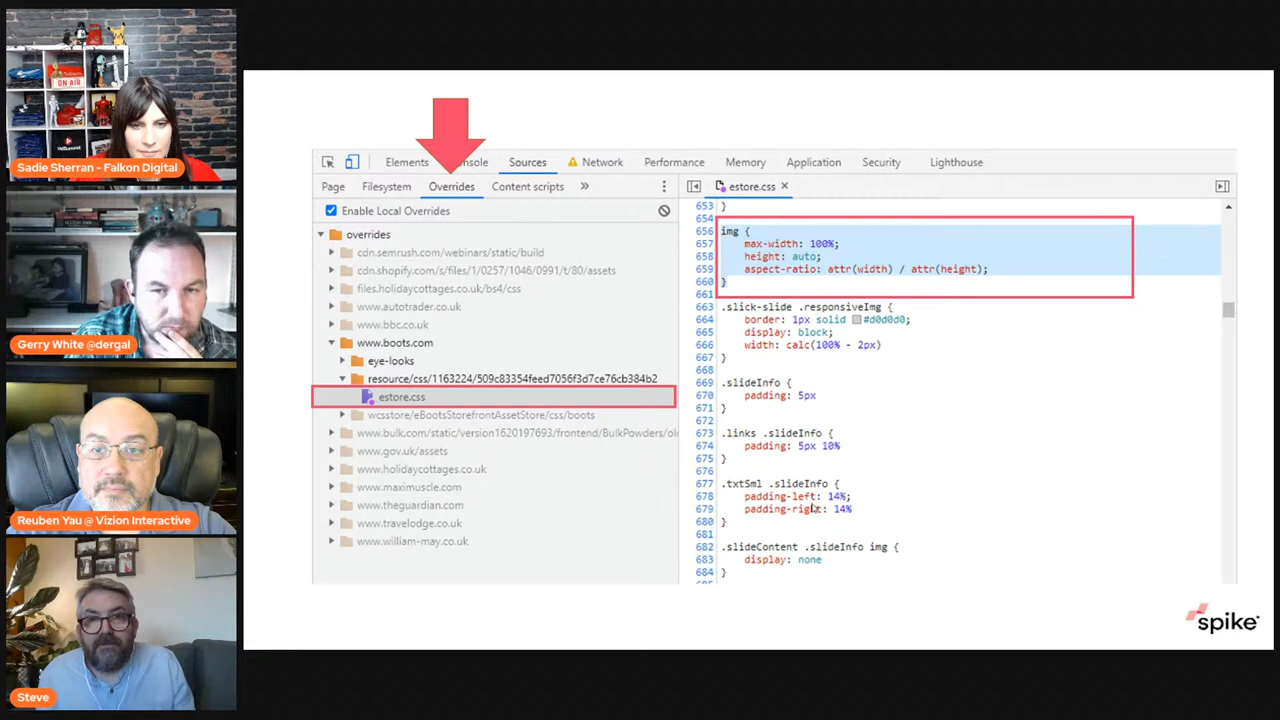 ON AIR
Sadie Sherran - Falkon Digital
Gerry White @dergal
Reuben Yau @ Vizion Interactive
Steve
Elements
Console
Sources
Network
Performance
Memory
Application
Security
Lighthouse
Page
Filesystem
Overrides
Content scripts
»
estore.css ×
Enable Local Overrides
overrides
cdn.semrush.com/webinars/static/build
cdn.shopify.com/s/files/1/0257/1046/0991/t/80/assets
files.holidaycottages.co.uk/bs4/css
www.autotrader.co.uk
www.bbc.co.uk
www.boots.com
eye-looks
resource/css/1163224/509c83354feed7056f3d7ce76cb384b2
estore.css
wcsstore/eBootsStorefrontAssetStore/css/boots
www.bulk.com/static/version1620197693/frontend/BulkPowders/ol
www.gov.uk/assets
www.holidaycottages.co.uk
www.maximuscle.com
www.theguardian.com
www.travelodge.co.uk
www.william-may.co.uk
653 }
654
656 img {
657 max-width: 100%;
658 height: auto;
659 aspect-ratio: attr(width) / attr(height);
660 }
661
663 .slick-slide .responsiveImg {
664 border: 1px solid #d0d0d0;
665 display: block;
666 width: calc(100% - 2px)
667 }
668
669 .slideInfo {
670 padding: 5px
671 }
672
673 .links .slideInfo {
674 padding: 5px 10%
675 }
676
677 .txtSml .slideInfo {
678 padding-left: 14%;
679 padding-right: 14%
680 }
681
682 .slideContent .slideInfo img {
683 display: none
684 }
spike